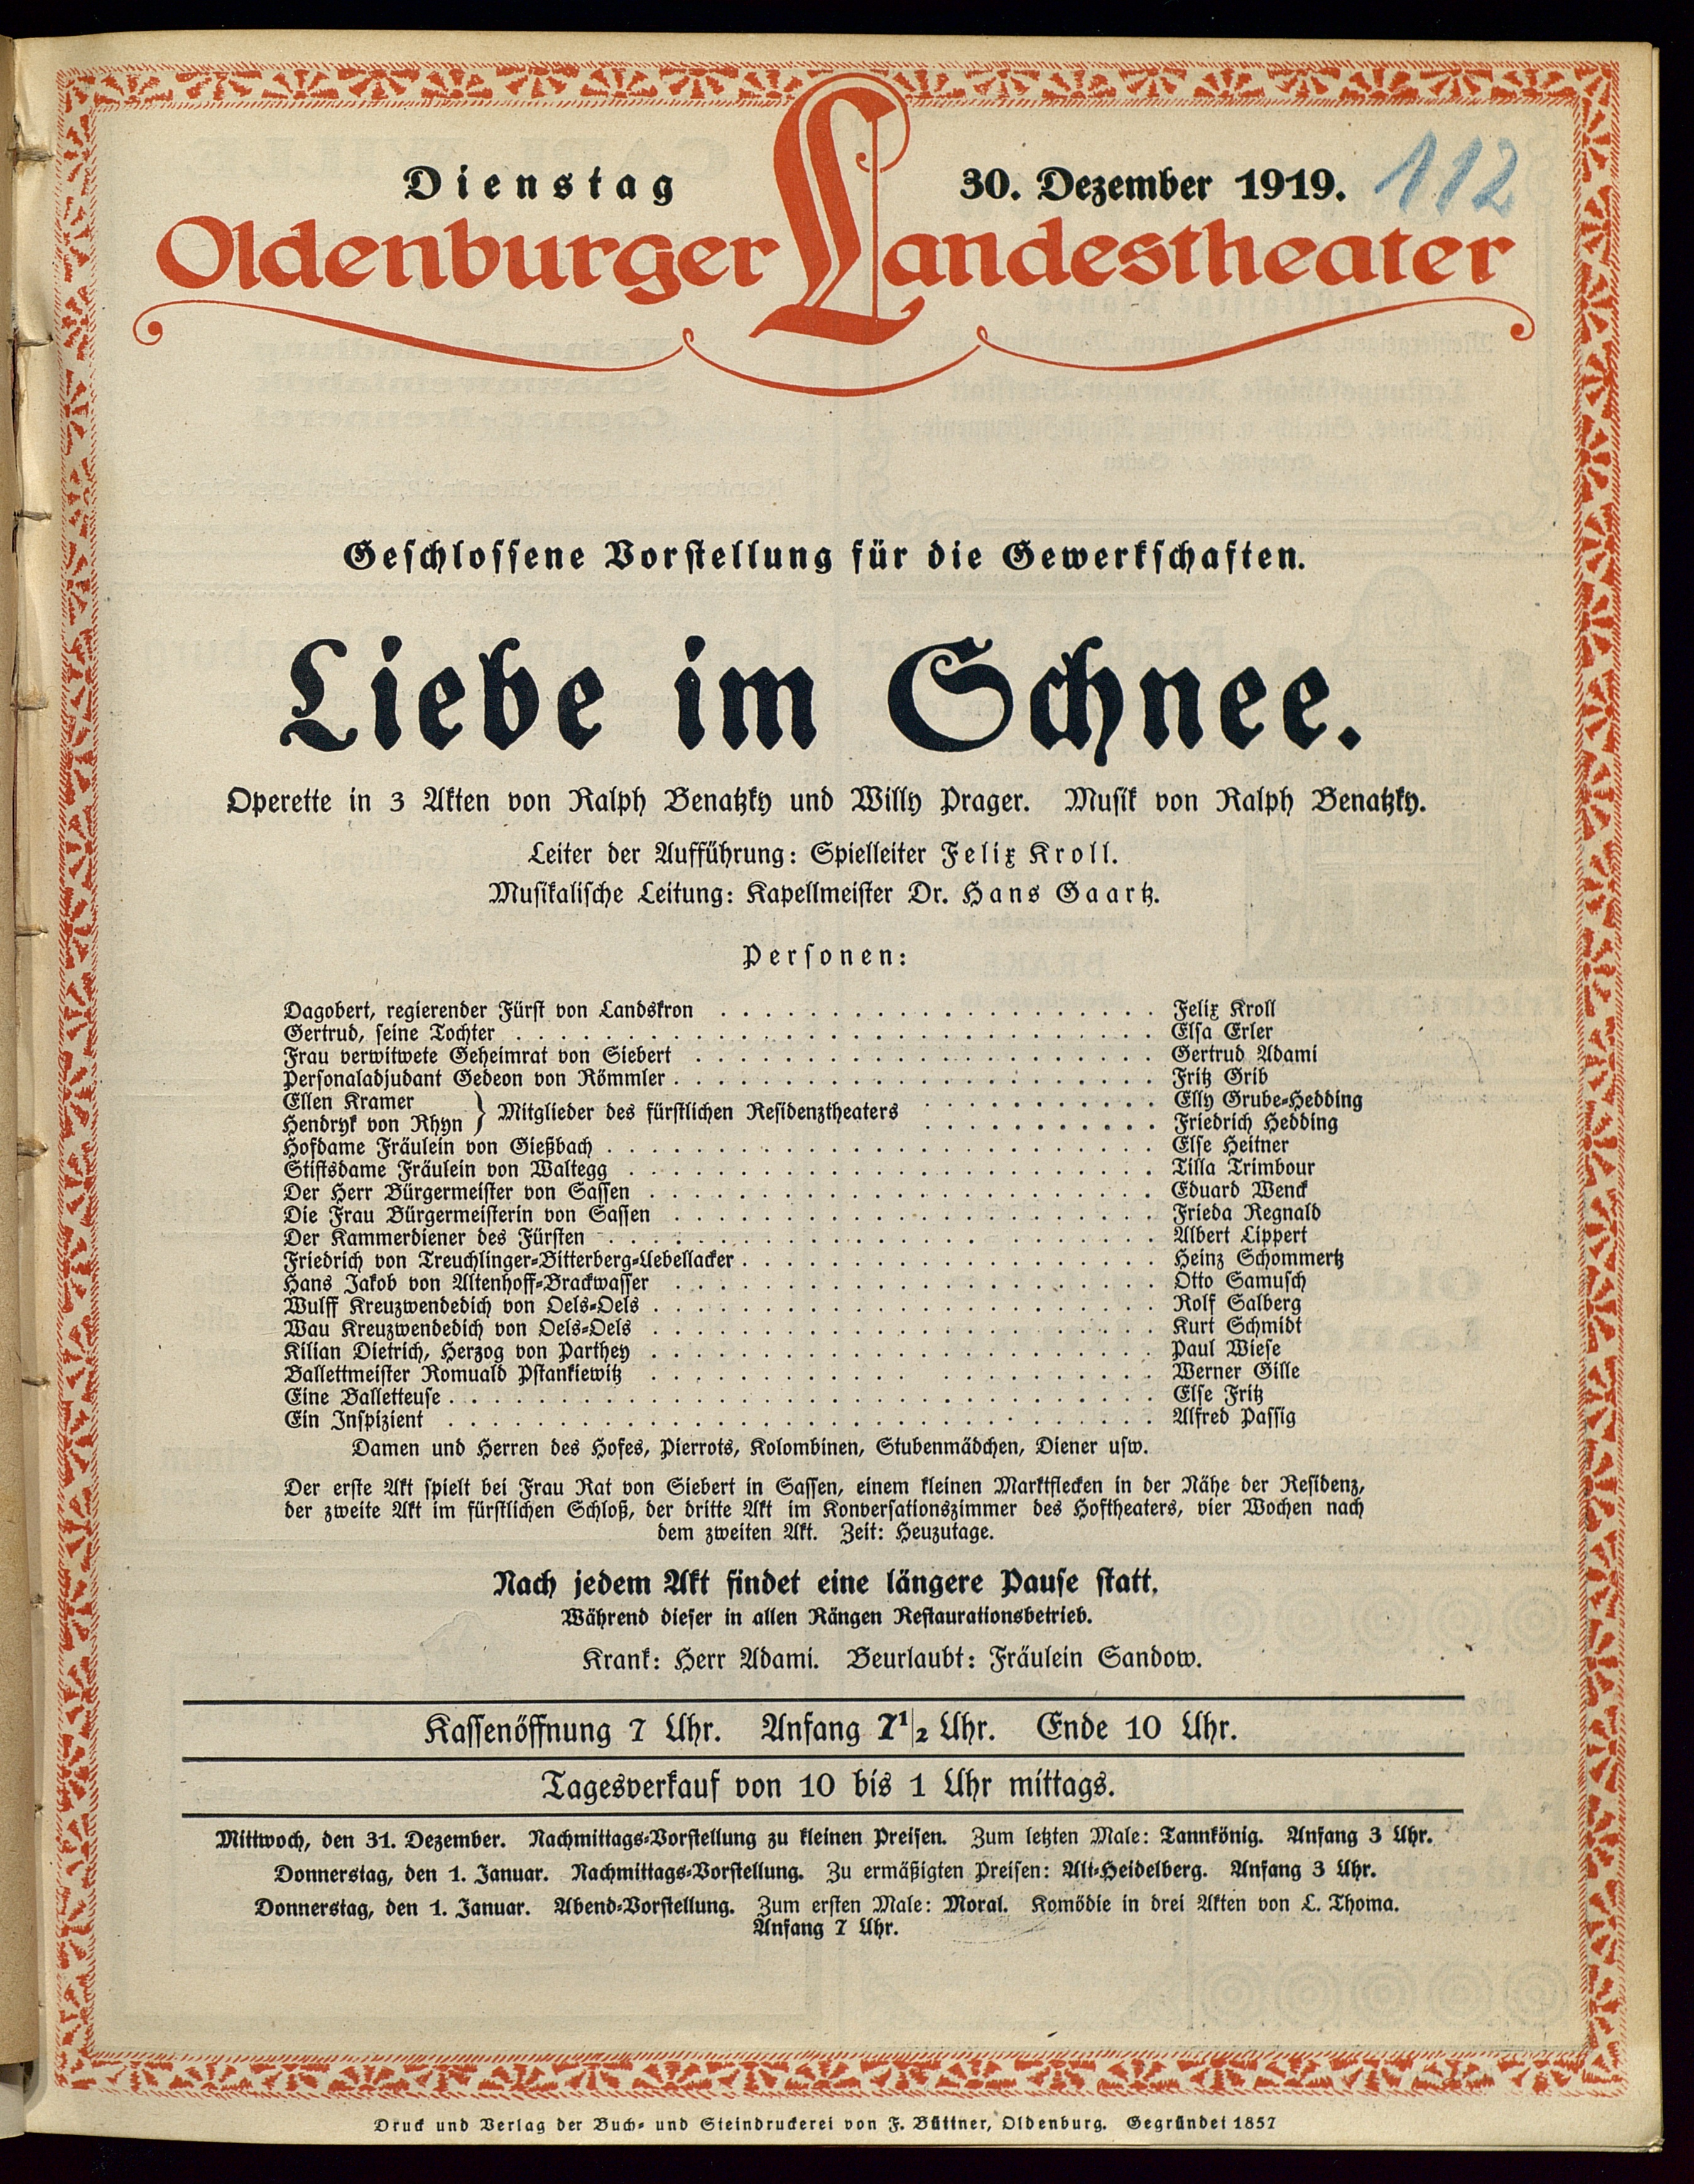 Dienstag 30. Dezember 1919. 112
Oldenburger Landestheater
Geschlossene Vorstellung für die Gewerkschaften.
Liebe im Schnee.
Operette in 3 Akten von Ralph Benatzky und Willy Prager. Musik von Ralph Benatzky.
Leiter der Aufführung: Spielleiter Felix Kroll.
Musikalische Leitung: Kapellmeister Dr. Hans Gaartz.
Personen:
Dagobert, regierender Fürst von Landskron . . . Felix Kroll
Gertrud, seine Tochter . . . Elsa Erler
Frau verwitwete Geheimrat von Siebert . . . Gertrud Adami
Personaladjudant Gedeon von Römmler . . . Fritz Grib
Ellen Kramer } Mitglieder des fürstlichen Residenztheaters . . . Elly Grube-Hedding
Hendryk von Rhyn } . . . Friedrich Hedding
Hofdame Fräulein von Gießbach . . . Else Heitner
Stiftsdame Fräulein von Waltegg . . . Tilla Trimbour
Der Herr Bürgermeister von Sassen . . . Eduard Wenck
Die Frau Bürgermeisterin von Sassen . . . Frieda Regnald
Der Kammerdiener des Fürsten . . . Albert Lippert
Friedrich von Treuchlinger-Bitterberg-Uebellacker . . . Heinz Schommertz
Hans Jakob von Altenhoff-Brackwasser . . . Otto Samusch
Wulff Kreuzwendedich von Oels-Oels . . . Rolf Salberg
Wau Kreuzwendedich von Oels-Oels . . . Kurt Schmidt
Kilian Dietrich, Herzog von Parthey . . . Paul Wiese
Ballettmeister Romuald Pstankiewitz . . . Werner Gille
Eine Balletteuse . . . Else Fritz
Ein Inspizient . . . Alfred Passig
Damen und Herren des Hofes, Pierrots, Kolombinen, Stubenmädchen, Diener usw.
Der erste Akt spielt bei Frau Rat von Siebert in Sassen, einem kleinen Marktflecken in der Nähe der Residenz,
der zweite Akt im fürstlichen Schloß, der dritte Akt im Konversationszimmer des Hoftheaters, vier Wochen nach
dem zweiten Akt. Zeit: Heuzutage.
Nach jedem Akt findet eine längere Pause statt.
Während dieser in allen Rängen Restaurationsbetrieb.
Krank: Herr Adami. Beurlaubt: Fräulein Sandow.
Kassenöffnung 7 Uhr. Anfang 7 1/2 Uhr. Ende 10 Uhr.
Tagesverkauf von 10 bis 1 Uhr mittags.
Mittwoch, den 31. Dezember. Nachmittags-Vorstellung zu kleinen Preisen. Zum letzten Male: Tannkönig. Anfang 3 Uhr.
Donnerstag, den 1. Januar. Nachmittags-Vorstellung. Zu ermäßigten Preisen: Alt-Heidelberg. Anfang 3 Uhr.
Donnerstag, den 1. Januar. Abend-Vorstellung. Zum ersten Male: Moral. Komödie in drei Akten von L. Thoma.
Anfang 7 Uhr.
Druck und Verlag der Buch- und Steindruckerei von F. Büttner, Oldenburg. Gegründet 1857